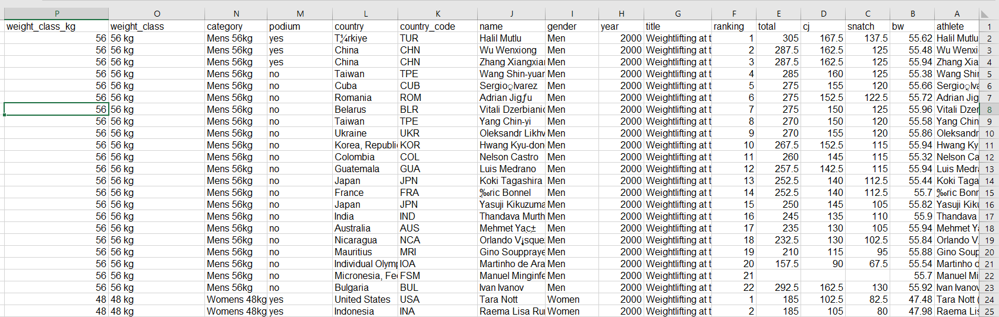 P O N M L K J I H G F E D C B A
weight_class_kg weight_class category podium country country_code name gender year title ranking total cj snatch bw athlete 1
56 56 kg Mens 56kg yes T¼rkiye TUR Halil Mutlu Men 2000 Weightlifting at t 1 305 167.5 137.5 55.62 Halil Mutlu 2
56 56 kg Mens 56kg yes China CHN Wu Wenxiong Men 2000 Weightlifting at t 2 287.5 162.5 125 55.48 Wu Wenxi 3
56 56 kg Mens 56kg yes China CHN Zhang Xiangxia Men 2000 Weightlifting at t 3 287.5 162.5 125 55.94 Zhang Xia 4
56 56 kg Mens 56kg no Taiwan TPE Wang Shin-yuar Men 2000 Weightlifting at t 4 285 160 125 55.38 Wang Shi 5
56 56 kg Mens 56kg no Cuba CUB Sergio lvarez Men 2000 Weightlifting at t 5 275 155 120 55.66 Sergio lva 6
56 56 kg Mens 56kg no Romania ROM Adrian Jigƒu Men 2000 Weightlifting at t 6 275 152.5 122.5 55.72 Adrian Jig 7
56 56 kg Mens 56kg no Belarus BLR Vitali Dzerbianic Men 2000 Weightlifting at t 7 275 150 125 55.96 Vitali Dzer 8
56 56 kg Mens 56kg no Taiwan TPE Yang Chin-yi Men 2000 Weightlifting at t 8 270 150 120 55.58 Yang Chin 9
56 56 kg Mens 56kg no Ukraine UKR Oleksandr Likhv Men 2000 Weightlifting at t 9 270 155 120 55.86 Oleksandr 10
56 56 kg Mens 56kg no Korea, Republi KOR Hwang Kyu-don Men 2000 Weightlifting at t 10 267.5 152.5 115 55.94 Hwang Ky 11
56 56 kg Mens 56kg no Colombia COL Nelson Castro Men 2000 Weightlifting at t 11 260 145 115 55.32 Nelson Ca 12
56 56 kg Mens 56kg no Guatemala GUA Luis Medrano Men 2000 Weightlifting at t 12 257.5 142.5 115 55.94 Luis Medr 13
56 56 kg Mens 56kg no Japan JPN Koki Tagashira Men 2000 Weightlifting at t 13 252.5 140 112.5 55.44 Koki Taga 14
56 56 kg Mens 56kg no France FRA ‰ric Bonnel Men 2000 Weightlifting at t 14 252.5 140 112.5 55.7 ‰ric Bonr 15
56 56 kg Mens 56kg no Japan JPN Yasuji Kikuzuma Men 2000 Weightlifting at t 15 250 145 105 55.82 Yasuji Kiku 16
56 56 kg Mens 56kg no India IND Thandava Murth Men 2000 Weightlifting at t 16 245 135 110 55.9 Thandava 17
56 56 kg Mens 56kg no Australia AUS Mehmet Yac± Men 2000 Weightlifting at t 17 235 130 105 55.94 Mehmet Y 18
56 56 kg Mens 56kg no Nicaragua NCA Orlando V¡sque Men 2000 Weightlifting at t 18 232.5 130 102.5 55.84 Orlando V 19
56 56 kg Mens 56kg no Mauritius MRI Gino Souppraye Men 2000 Weightlifting at t 19 210 115 95 55.88 Gino Soup 20
56 56 kg Mens 56kg no Individual Olymp IOA Martinho de Ara Men 2000 Weightlifting at t 20 157.5 90 67.5 55.54 Martinho d 21
56 56 kg Mens 56kg no Micronesia, Fe FSM Manuel Minginfe Men 2000 Weightlifting at t 21 55.7 Manuel Mi 22
56 56 kg Mens 56kg no Bulgaria BUL Ivan Ivanov Men 2000 Weightlifting at t 22 292.5 162.5 130 55.92 Ivan Ivanov 23
48 48 kg Womens 48kg yes United States USA Tara Nott Women 2000 Weightlifting at t 1 185 102.5 82.5 47.48 Tara Nott ( 24
48 48 kg Womens 48kg yes Indonesia INA Raema Lisa Ru Women 2000 Weightlifting at t 2 185 105 80 47.98 Raema Lis 25